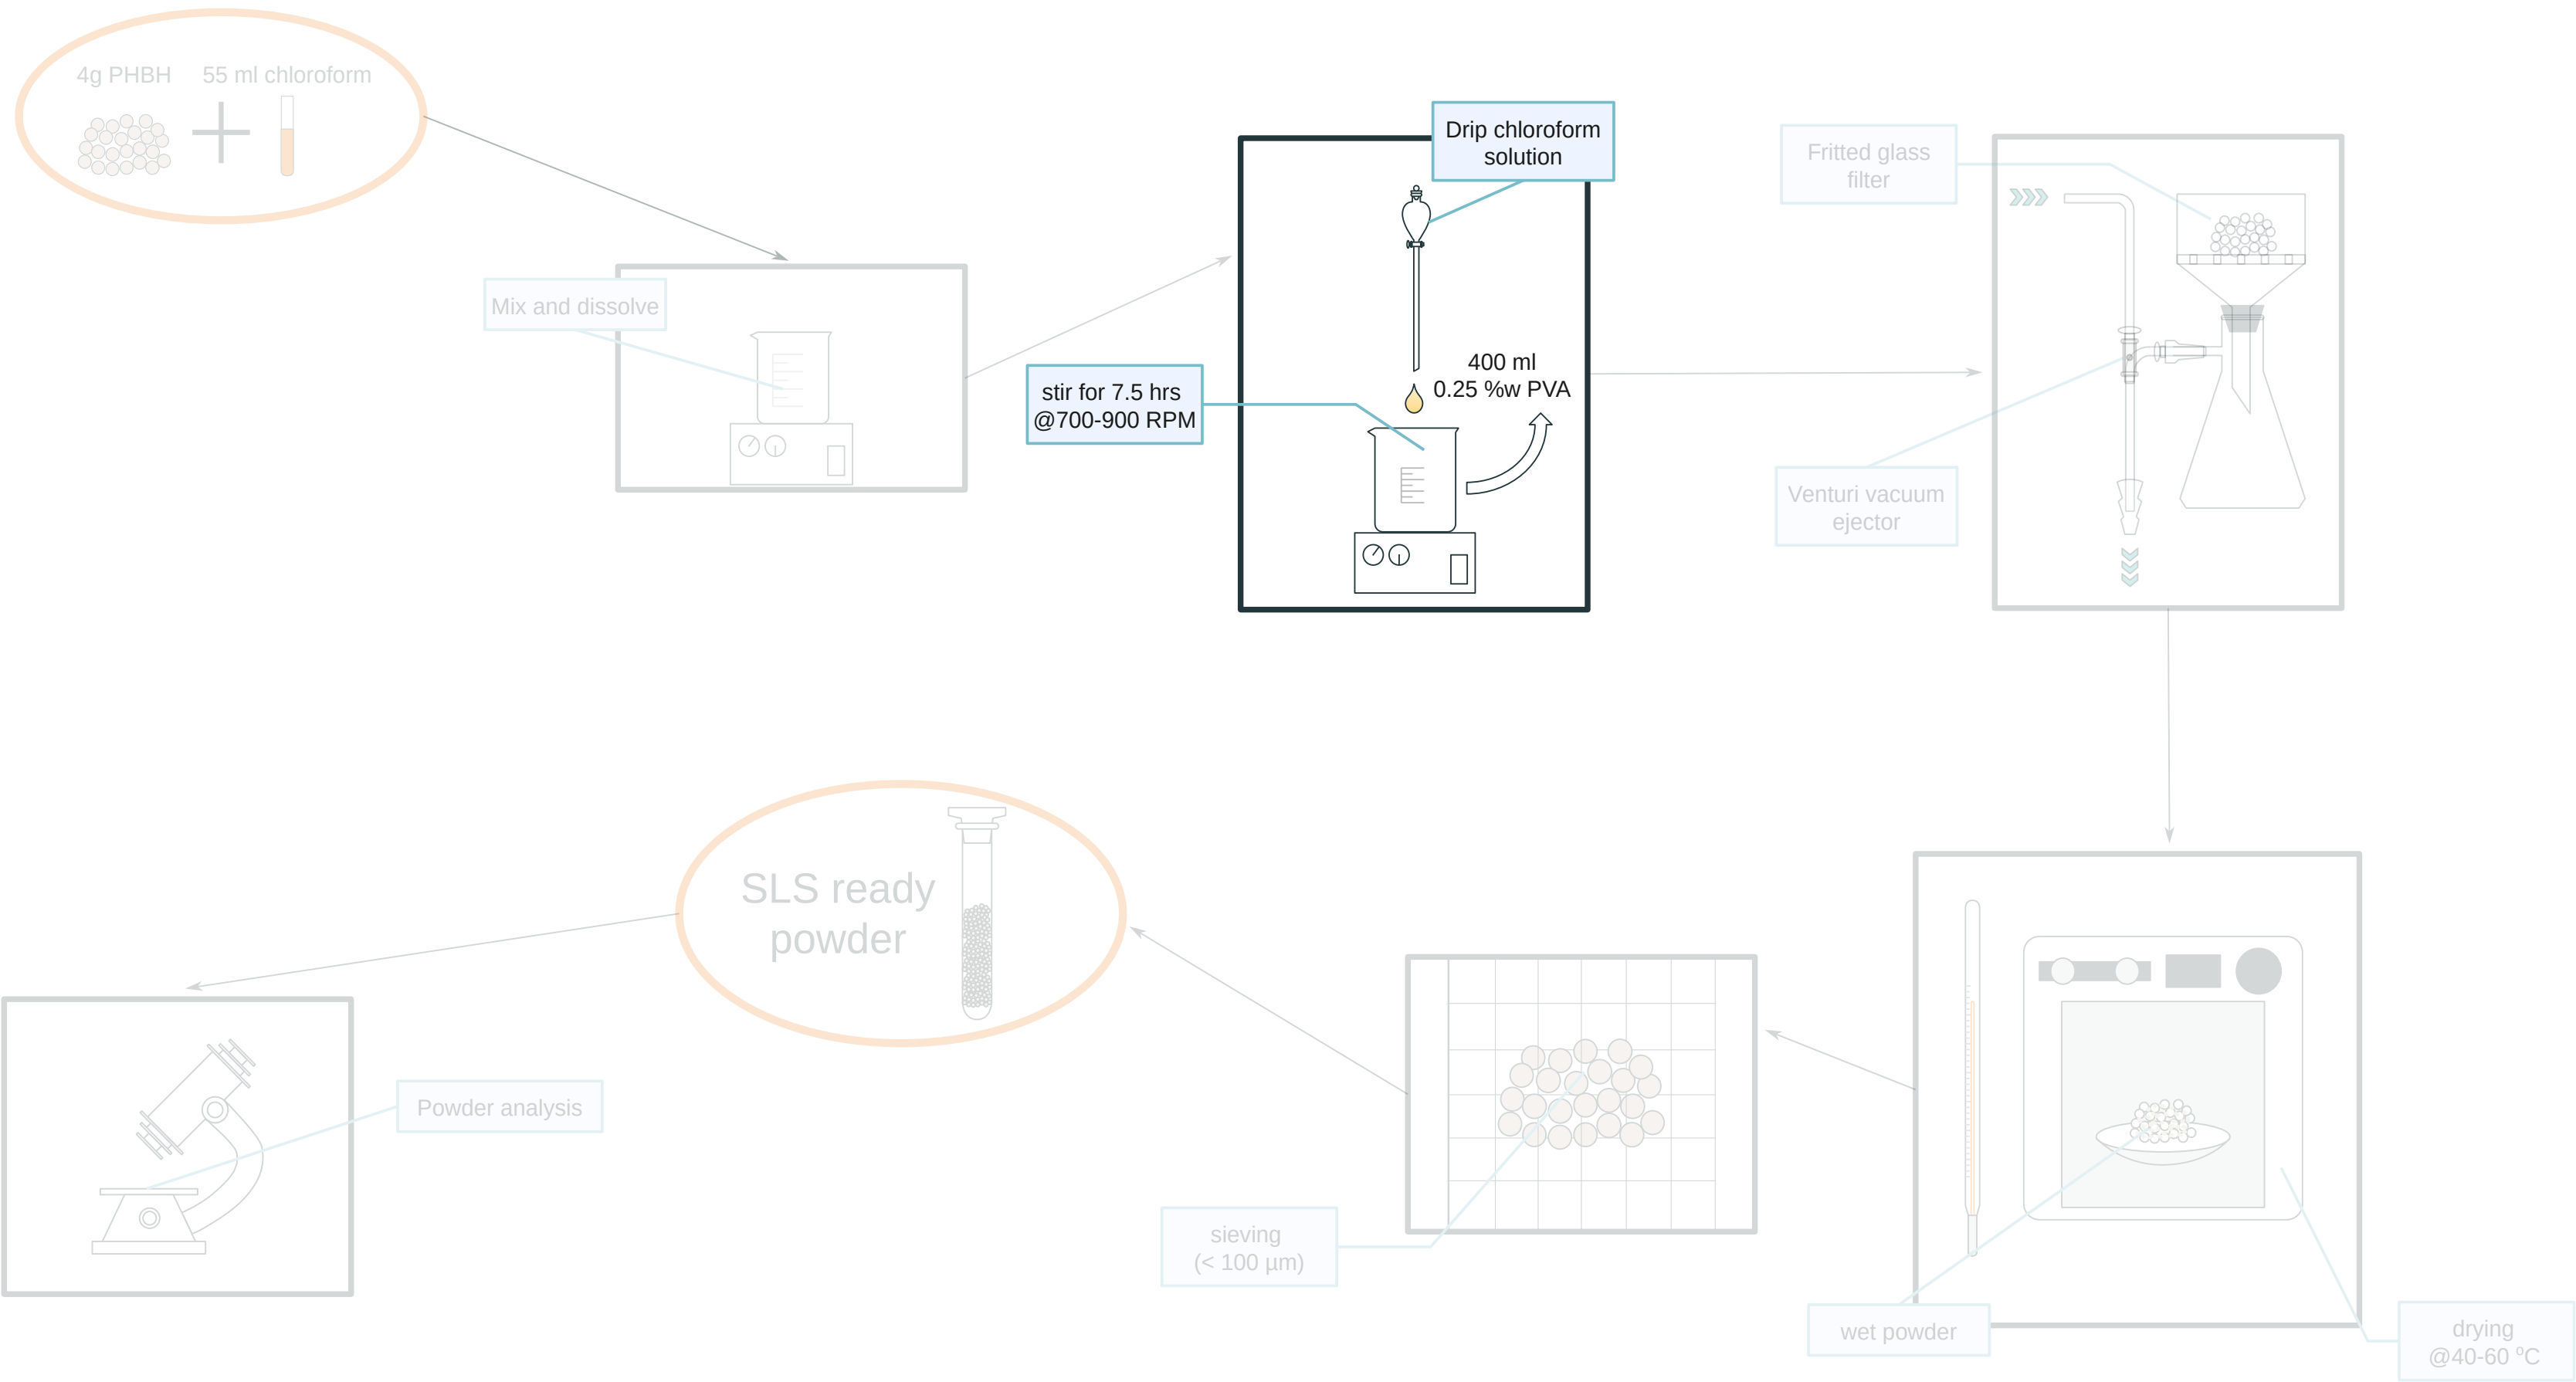 4g PHBH
55 ml chloroform
Mix and dissolve
Drip chloroform
solution
stir for 7.5 hrs
@700-900 RPM
400 ml
0.25 %w PVA
Fritted glass
filter
Venturi vacuum
ejector
wet powder
drying
@40-60 °C
sieving
(< 100 µm)
SLS ready
powder
Powder analysis